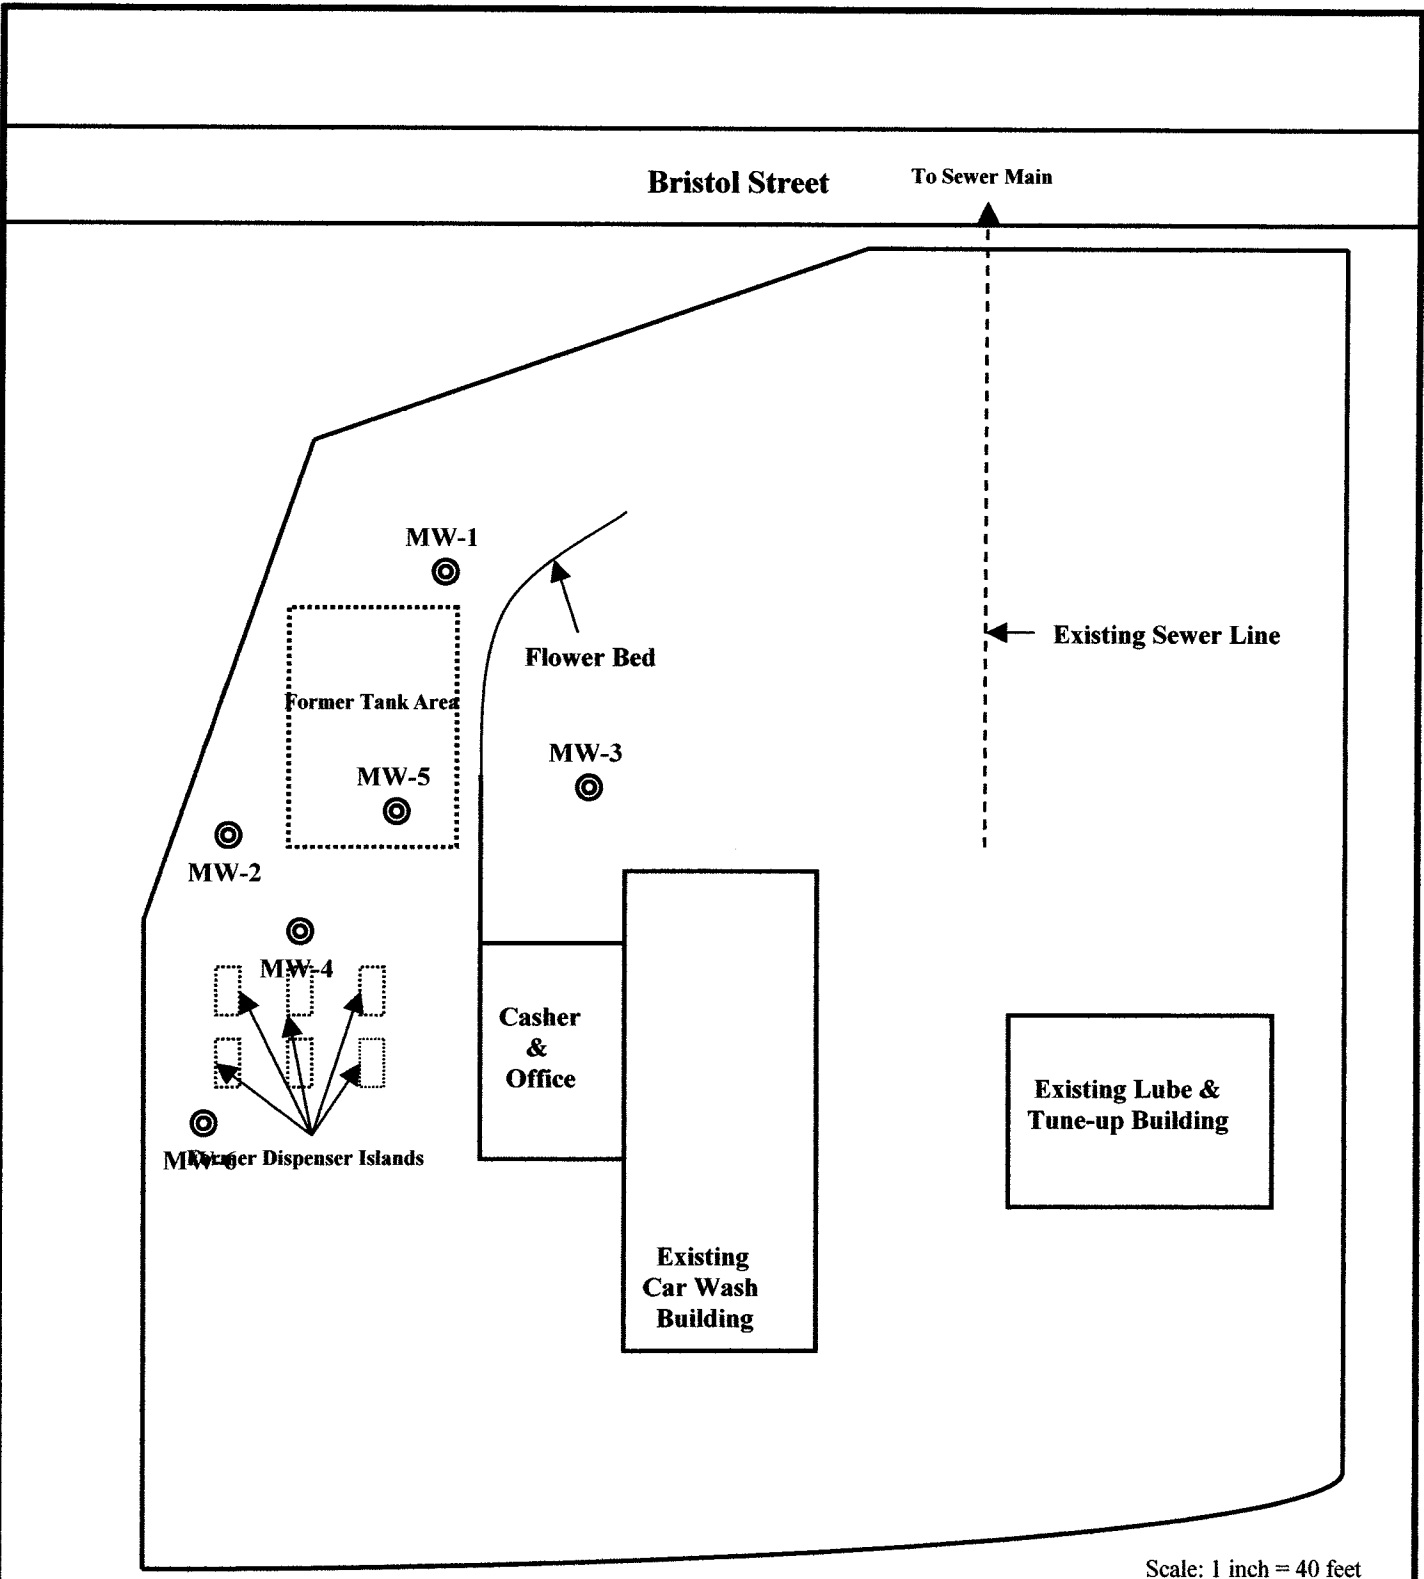 Bristol Street
To Sewer Main
MW-1
Flower Bed
Existing Sewer Line
Former Tank Area
MW-3
MW-5
MW-2
MW-4
Casher
&
Office
Existing Lube &
Tune-up Building
MW-6
Former Dispenser Islands
Existing
Car Wash
Building
Scale: 1 inch = 40 feet